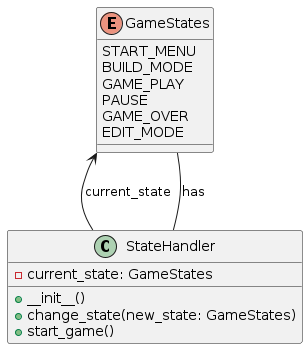 E GameStates
START_MENU
BUILD_MODE
GAME_PLAY
PAUSE
GAME_OVER
EDIT_MODE
current_state
has
C StateHandler
current_state: GameStates
__init__()
change_state(new_state: GameStates)
start_game()